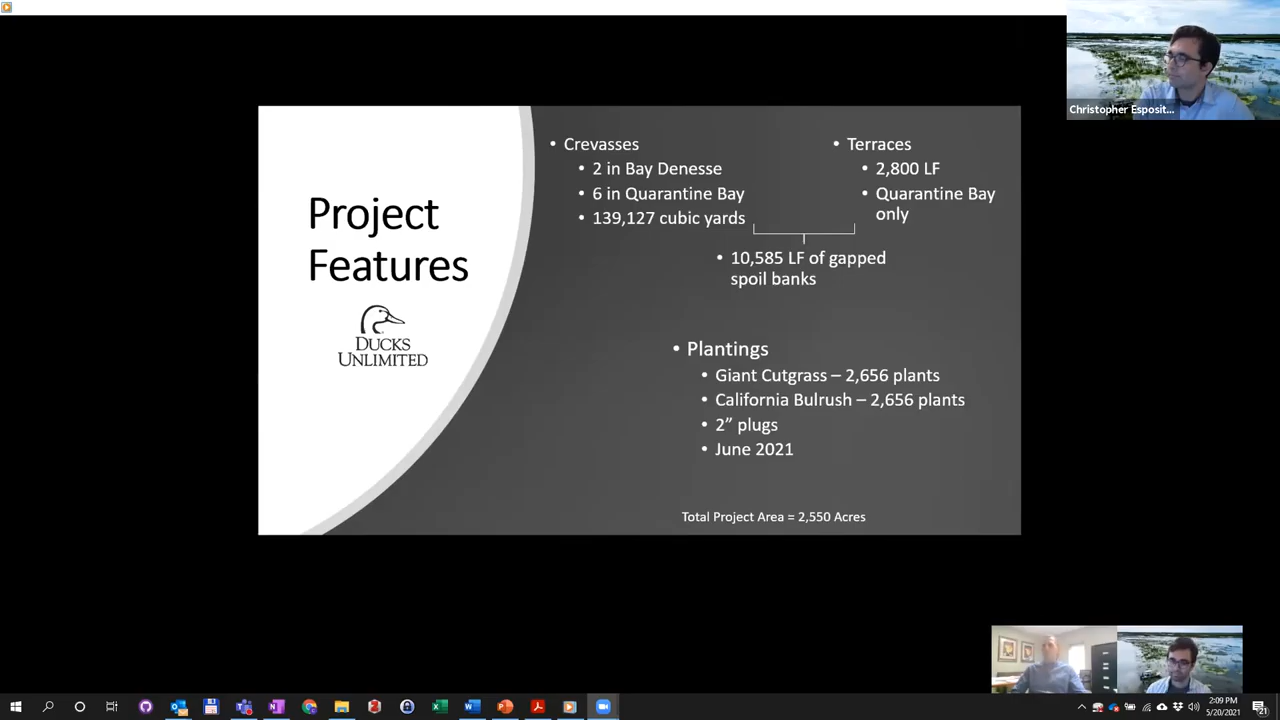 Christopher Esposit...
Project
Features
DUCKS
UNLIMITED
• Crevasses
• 2 in Bay Denesse
• 6 in Quarantine Bay
• 139,127 cubic yards
• Terraces
• 2,800 LF
• Quarantine Bay
only
• 10,585 LF of gapped
spoil banks
• Plantings
• Giant Cutgrass – 2,656 plants
• California Bulrush – 2,656 plants
• 2” plugs
• June 2021
Total Project Area = 2,550 Acres
2:09 PM
5/20/2021
21